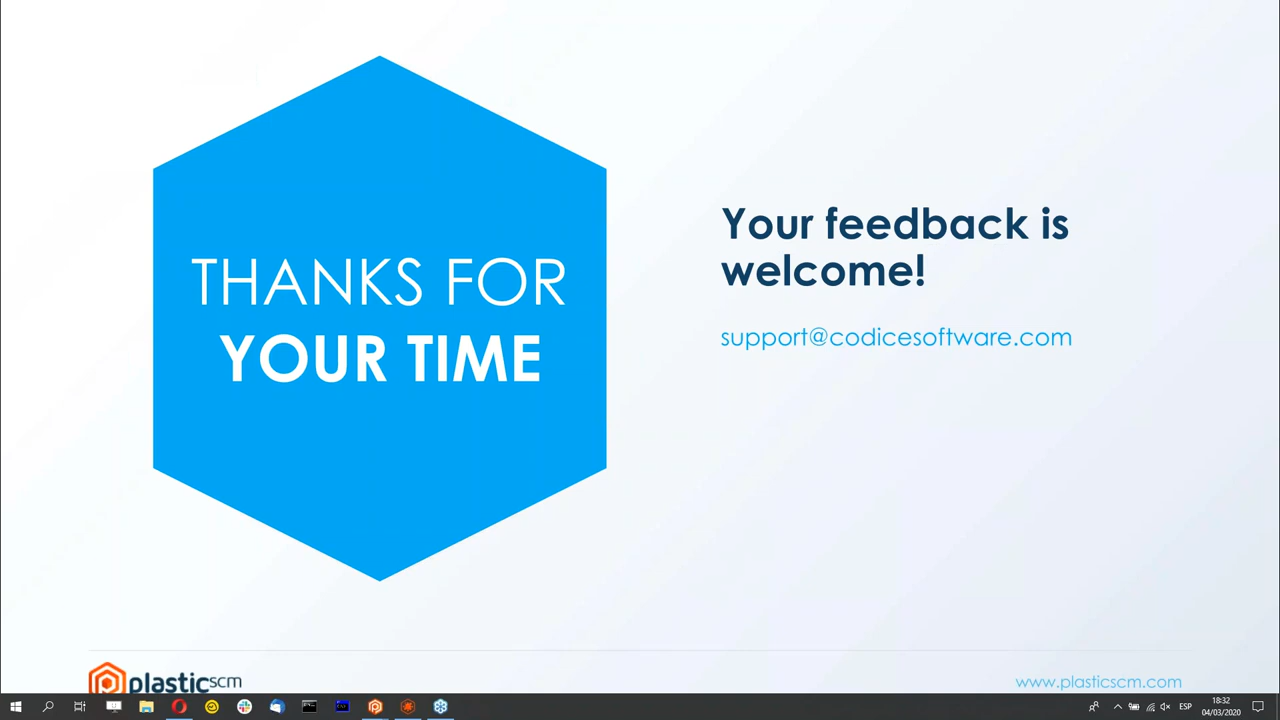 THANKS FOR
YOUR TIME
Your feedback is
welcome!
support@codicesoftware.com
plasticscm
www.plasticscm.com
ESP
18:32
04/03/2020